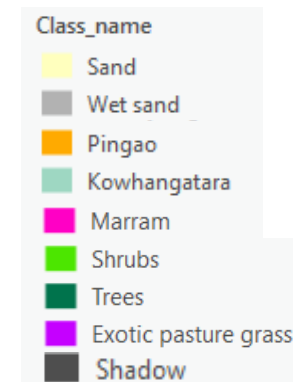 Class_name
Sand
Wet sand
Pingao
Kowhangatara
Marram
Shrubs
Trees
Exotic pasture grass
Shadow